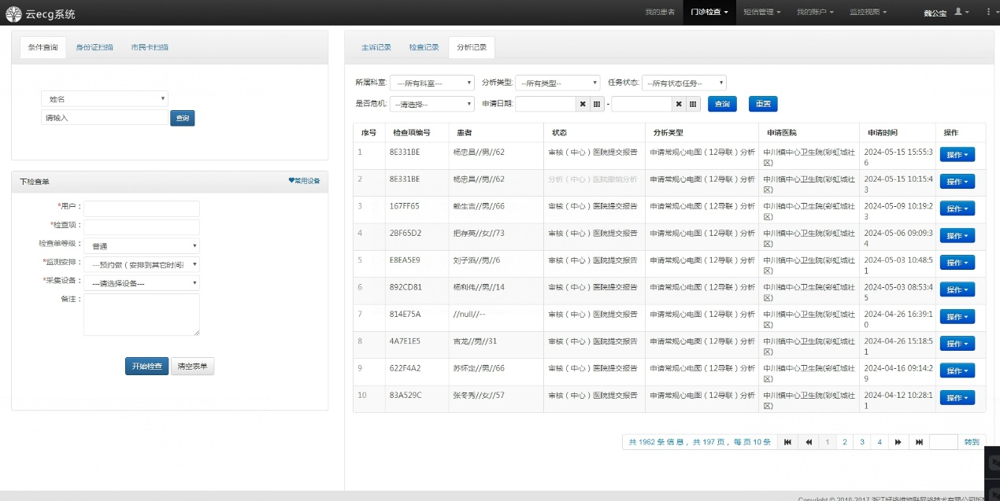 云ecg系统
我的患者 门诊检查 短信管理 我的账户 监控视图 魏公宝
条件查询 身份证扫描 市民卡扫描
姓名
请输入 查询
下检查单 常用设备
*用户：
*检查项：
检查单等级： 普通
*监测安排： ---预约做（安排到其它时间
*采集设备： ---请选择设备---
备注：
开始检查 清空表单
主诉记录 检查记录 分析记录
所属科室: ---所有科室--- 分析类型: --所有类型-- 任务状态: --所有状态任务--
是否危机: --请选择-- 申请日期: - 查询 重置
序号 检查项编号 患者 状态 分析类型 申请医院 申请时间 操作
1 8E331BE 杨忠昌//男//62 审核（中心）医院提交报告 申请常规心电图（12导联）分析 中川镇中心卫生院(彩虹城社区) 2024-05-15 15:55:36 操作
2 8E331BE 杨忠昌//男//62 分析（中心）医院撤销分析 申请常规心电图（12导联）分析 中川镇中心卫生院(彩虹城社区) 2024-05-15 10:15:43 操作
3 167FF65 赖生吉//男//66 审核（中心）医院提交报告 申请常规心电图（12导联）分析 中川镇中心卫生院(彩虹城社区) 2024-05-09 10:19:23 操作
4 2BF65D2 把存英//女//73 审核（中心）医院提交报告 申请常规心电图（12导联）分析 中川镇中心卫生院(彩虹城社区) 2024-05-06 09:09:34 操作
5 E8EA5E9 刘子滔//男//6 审核（中心）医院提交报告 申请常规心电图（12导联）分析 中川镇中心卫生院(彩虹城社区) 2024-05-03 10:48:51 操作
6 892CD81 杨利伟//男//14 审核（中心）医院提交报告 申请常规心电图（12导联）分析 中川镇中心卫生院(彩虹城社区) 2024-05-03 08:53:45 操作
7 814E75A //null//-- 审核（中心）医院提交报告 申请常规心电图（12导联）分析 中川镇中心卫生院(彩虹城社区) 2024-04-26 16:39:10 操作
8 4A7E1E5 吉龙//男//31 审核（中心）医院提交报告 申请常规心电图（12导联）分析 中川镇中心卫生院(彩虹城社区) 2024-04-26 15:18:51 操作
9 622F4A2 苏怀定//男//66 审核（中心）医院提交报告 申请常规心电图（12导联）分析 中川镇中心卫生院(彩虹城社区) 2024-04-16 09:14:29 操作
10 83A529C 张冬秀//女//57 审核（中心）医院提交报告 申请常规心电图（12导联）分析 中川镇中心卫生院(彩虹城社区) 2024-04-12 10:28:11 操作
共 1962 条 信 息， 共 197 页， 每 页 10 条 1 2 3 4 转到
Copyright © 2010-2017 浙江好络维物联网络技术有限公司